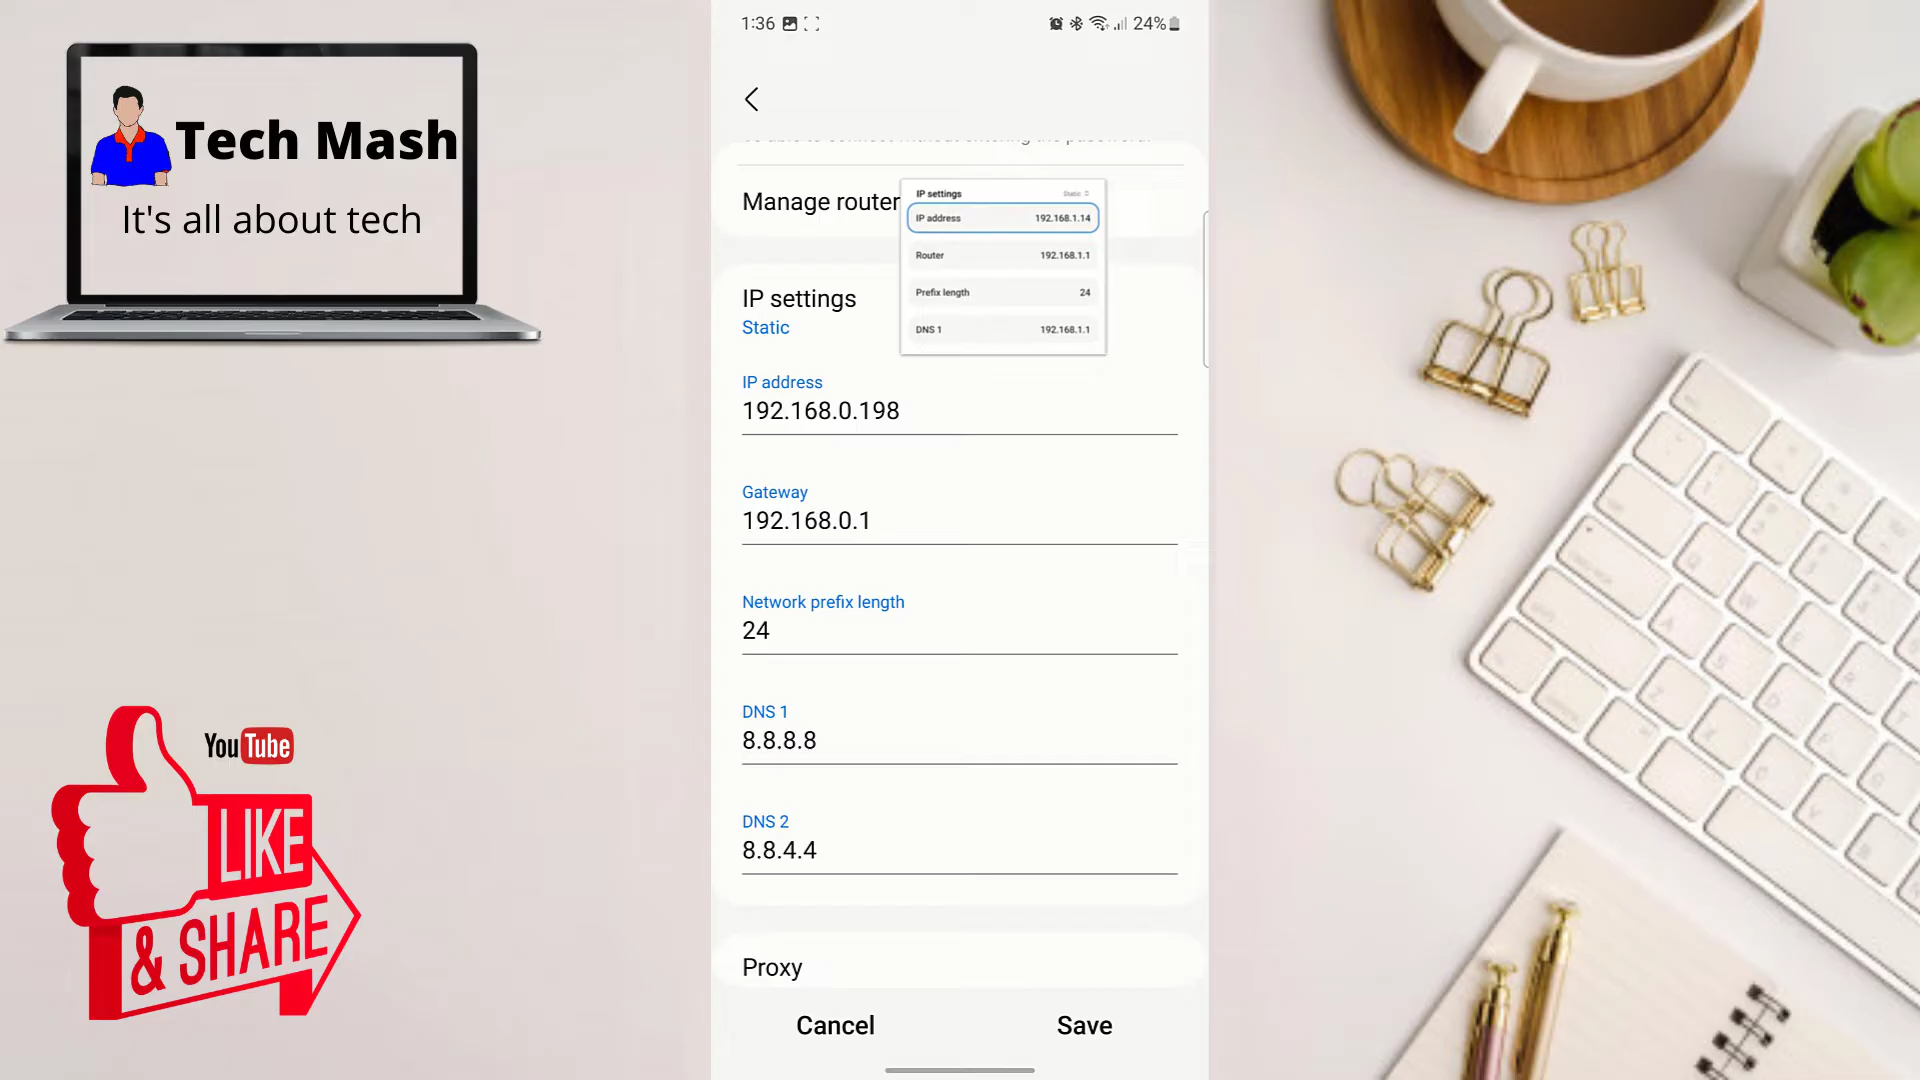 Tech Mash
It's all about tech
YouTube
LIKE
& SHARE
1:36
24%
Manage router
IP settings
Static
IP address
192.168.0.198
Gateway
192.168.0.1
Network prefix length
24
DNS 1
8.8.8.8
DNS 2
8.8.4.4
Proxy
Cancel
Save
IP settings
Static
IP address
192.168.1.14
Router
192.168.1.1
Prefix length
24
DNS 1
192.168.1.1